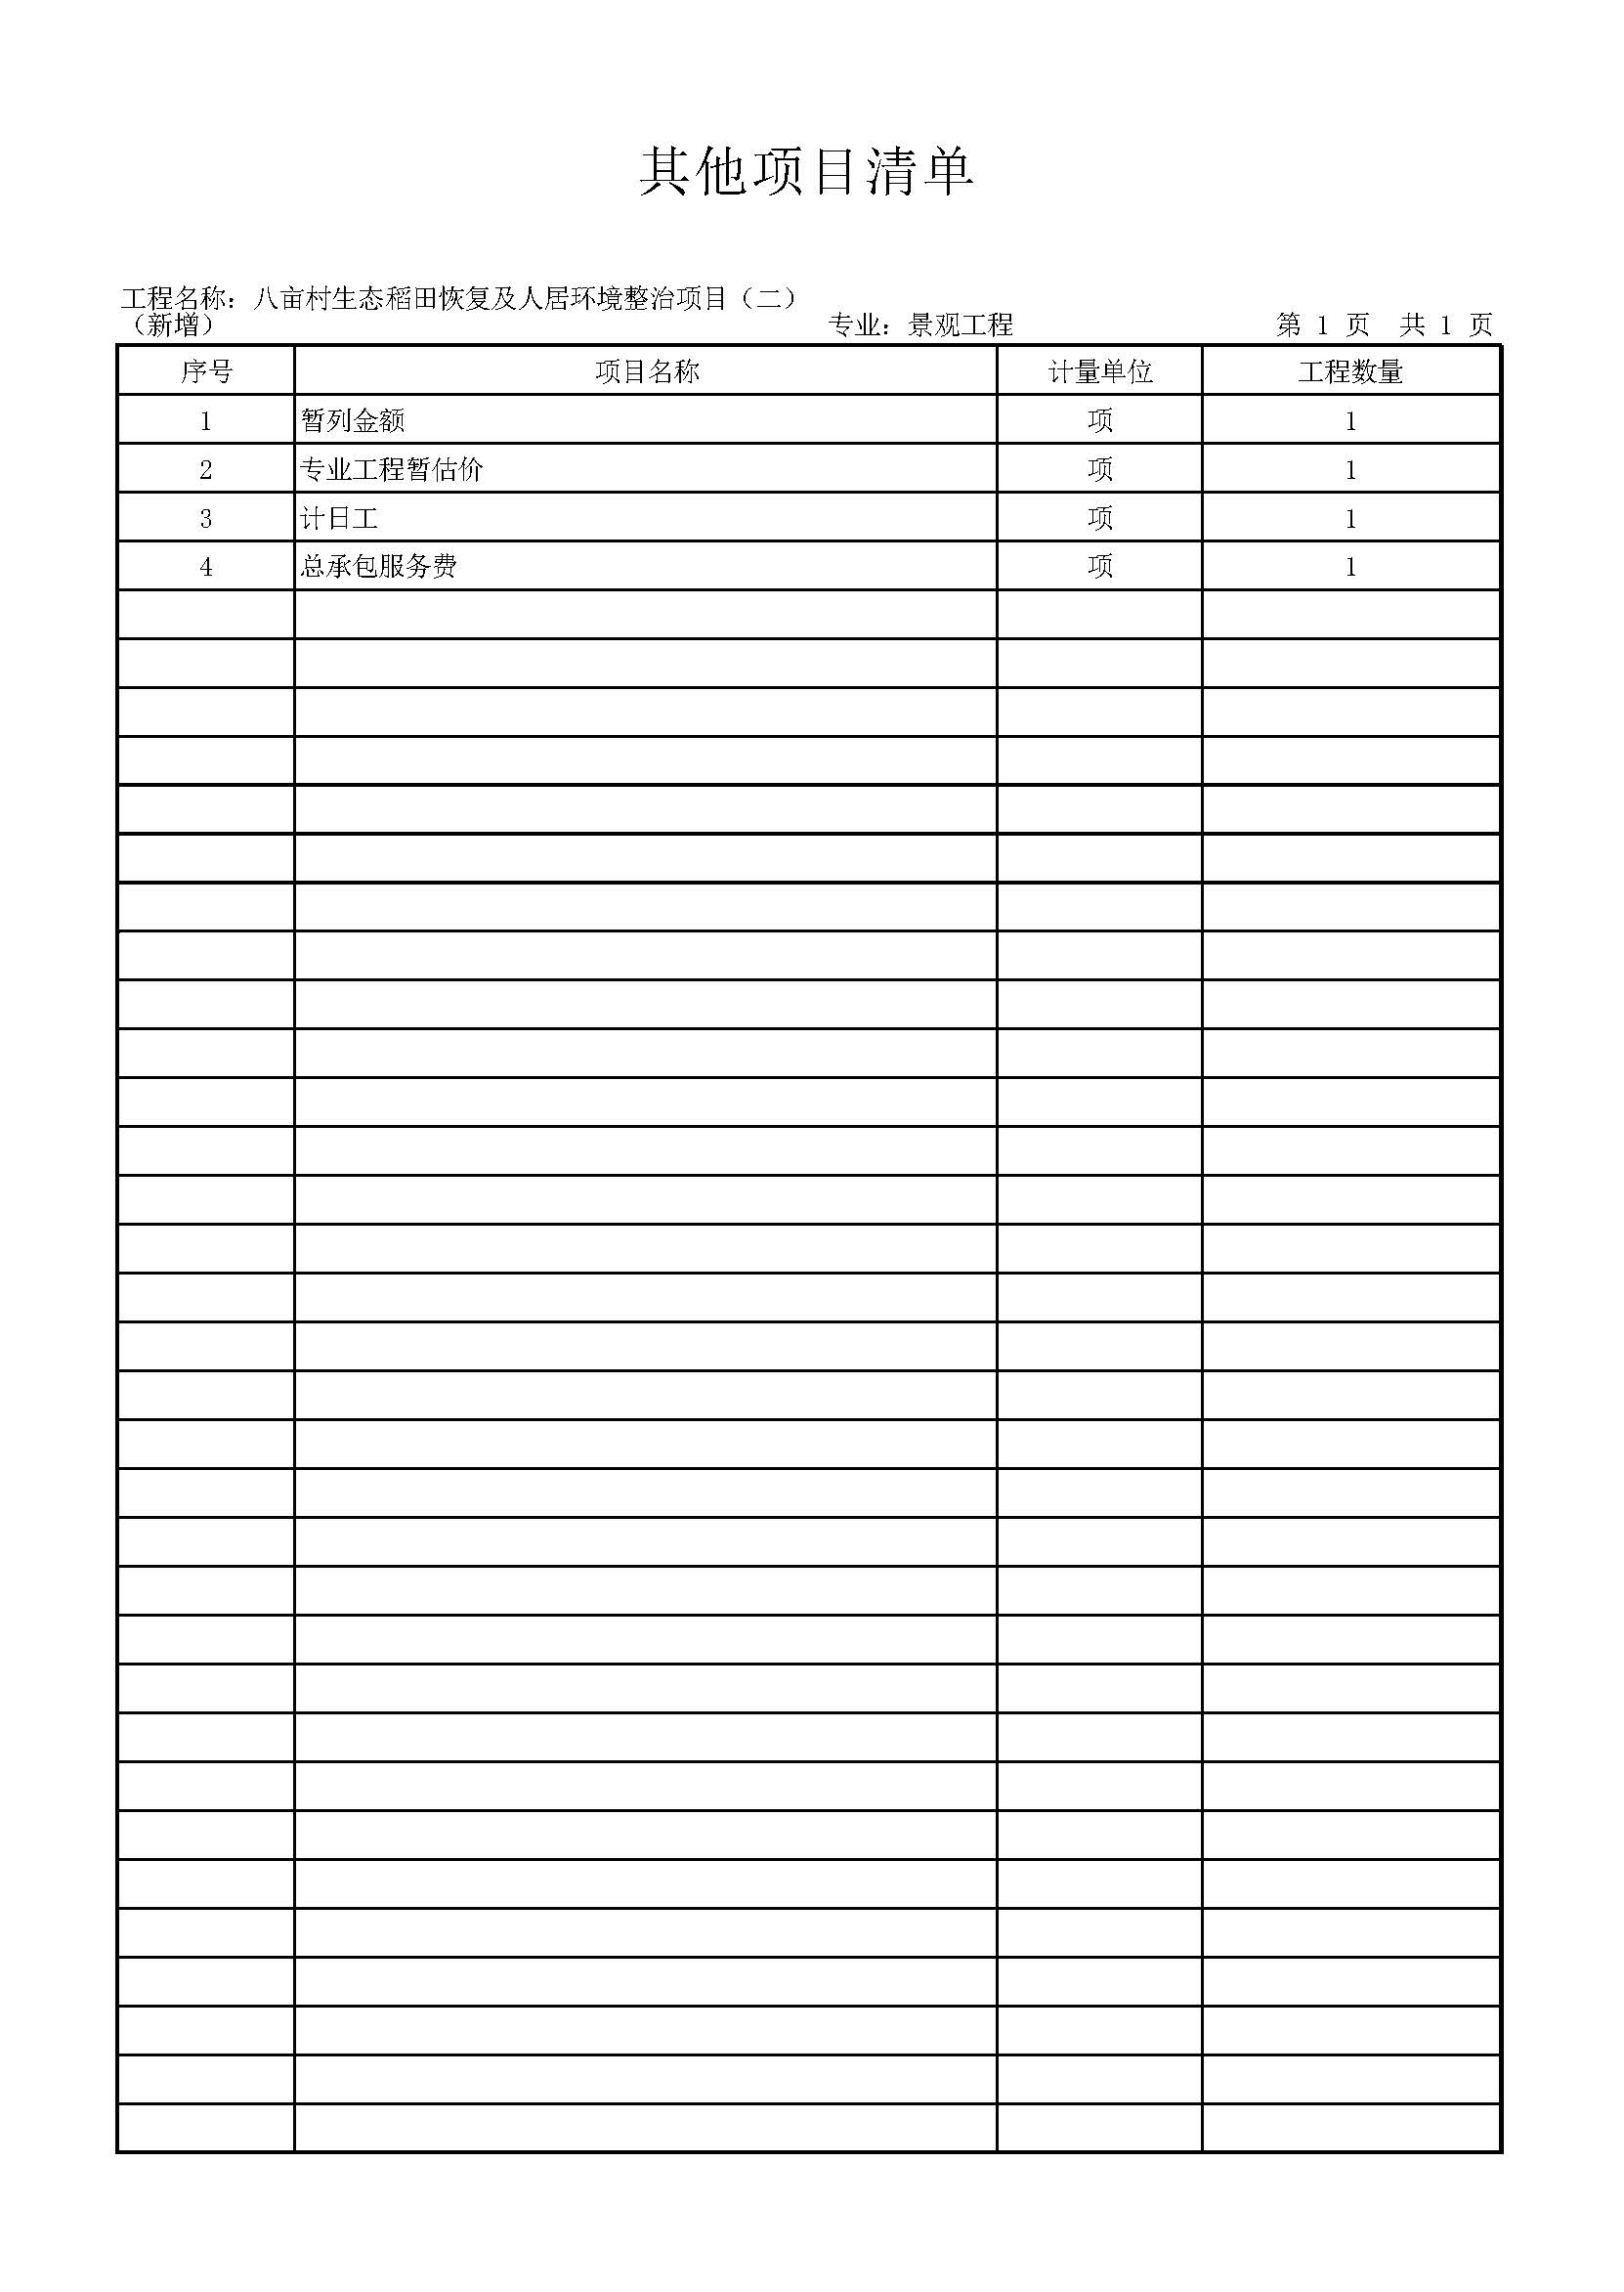 其他项目清单
工程名称：八亩村生态稻田恢复及人居环境整治项目（二）
（新增） 专业：景观工程 第 1 页 共 1 页
序号 项目名称 计量单位 工程数量
1 暂列金额 项 1
2 专业工程暂估价 项 1
3 计日工 项 1
4 总承包服务费 项 1